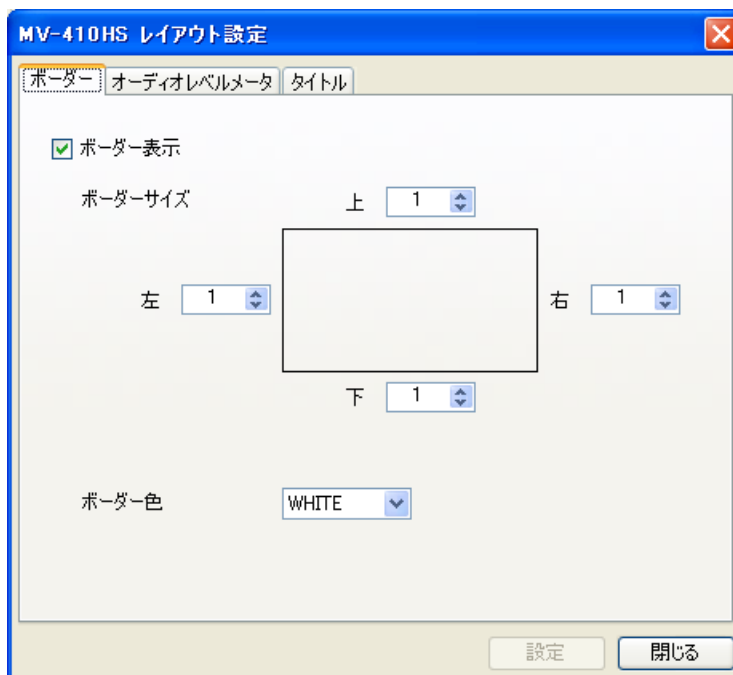 MV-410HS レイアウト設定
ボーダー オーディオレベルメータ タイトル
ボーダー表示
ボーダーサイズ
上 1
左 1
右 1
下 1
ボーダー色 WHITE
設定 閉じる